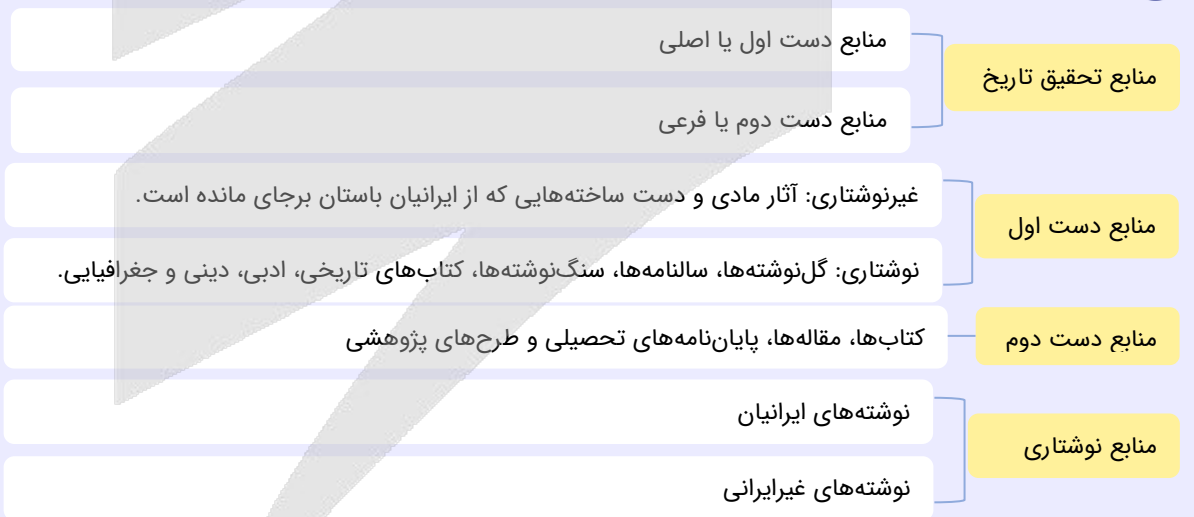 منابع تحقیق تاریخ
منابع دست اول یا اصلی
منابع دست دوم یا فرعی
منابع دست اول
غیرنوشتاری: آثار مادی و دست ساخته‌هایی که از ایرانیان باستان برجای مانده است.
نوشتاری: گل‌نوشته‌ها، سالنامه‌ها، سنگ‌نوشته‌ها، کتاب‌های تاریخی، ادبی، دینی و جغرافیایی.
منابع دست دوم
کتاب‌ها، مقاله‌ها، پایان‌نامه‌های تحصیلی و طرح‌های پژوهشی
منابع نوشتاری
نوشته‌های ایرانیان
نوشته‌های غیرایرانی